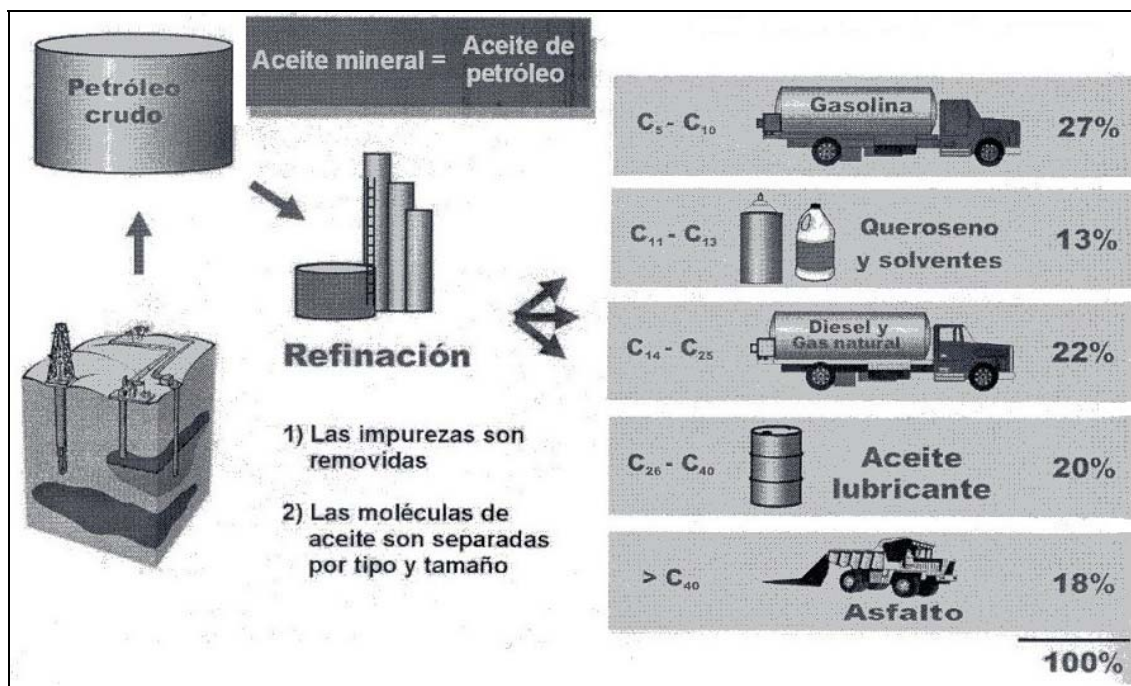 Petróleo
crudo
Aceite mineral = Aceite de
petróleo
Refinación
1) Las impurezas son
removidas
2) Las moléculas de
aceite son separadas
por tipo y tamaño
C₅ - C₁₀ Gasolina 27%
C₁₁ - C₁₃ Queroseno
y solventes 13%
C₁₄ - C₂₅ Diesel y
Gas natural 22%
C₂₆ - C₄₀ Aceite
lubricante 20%
> C₄₀ Asfalto 18%
100%